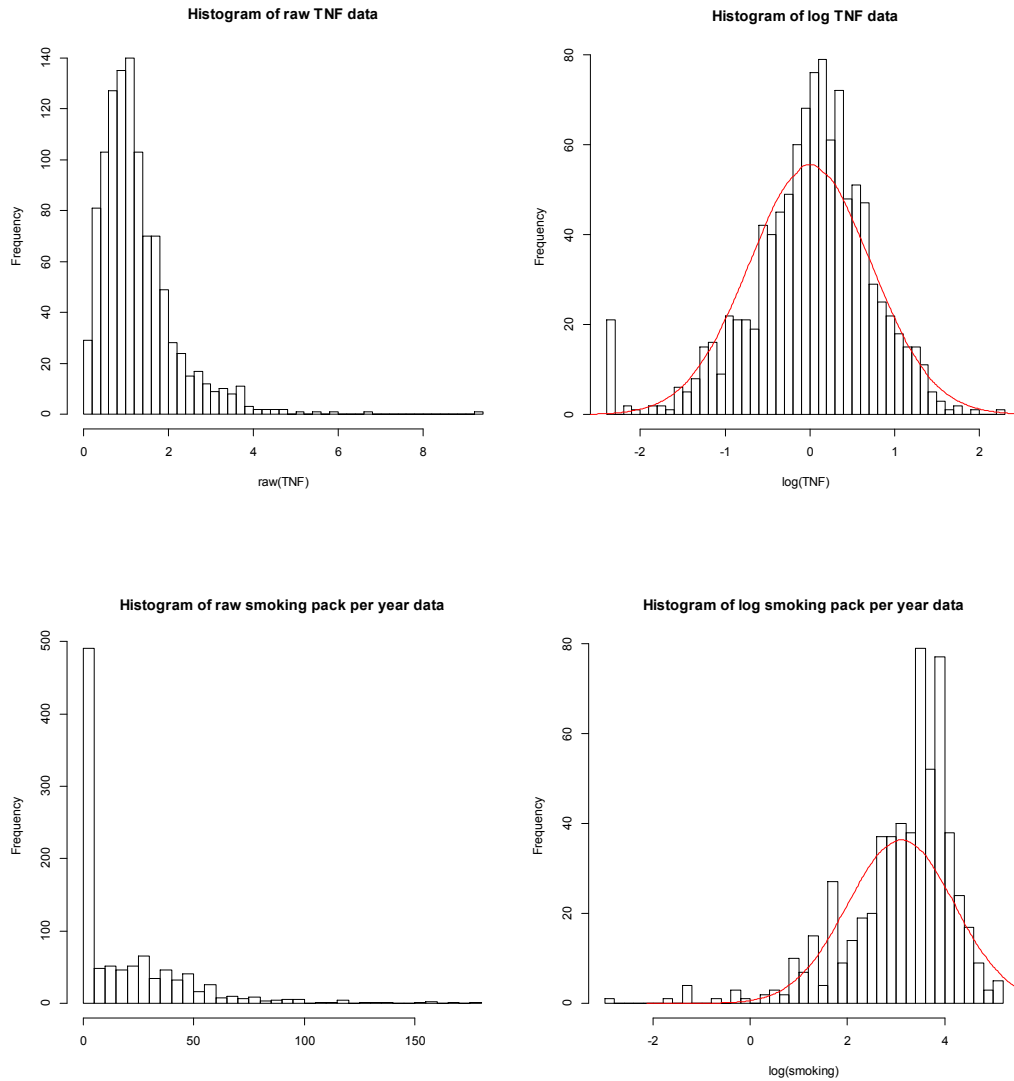 Histogram of raw TNF data
Frequency
0 20 40 60 80 100 120 140
0 2 4 6 8
raw(TNF)
Histogram of log TNF data
Frequency
0 20 40 60 80
-2 -1 0 1 2
log(TNF)
Histogram of raw smoking pack per year data
Frequency
0 100 200 300 400 500
0 50 100 150
Histogram of log smoking pack per year data
Frequency
0 20 40 60 80
-2 0 2 4
log(smoking)